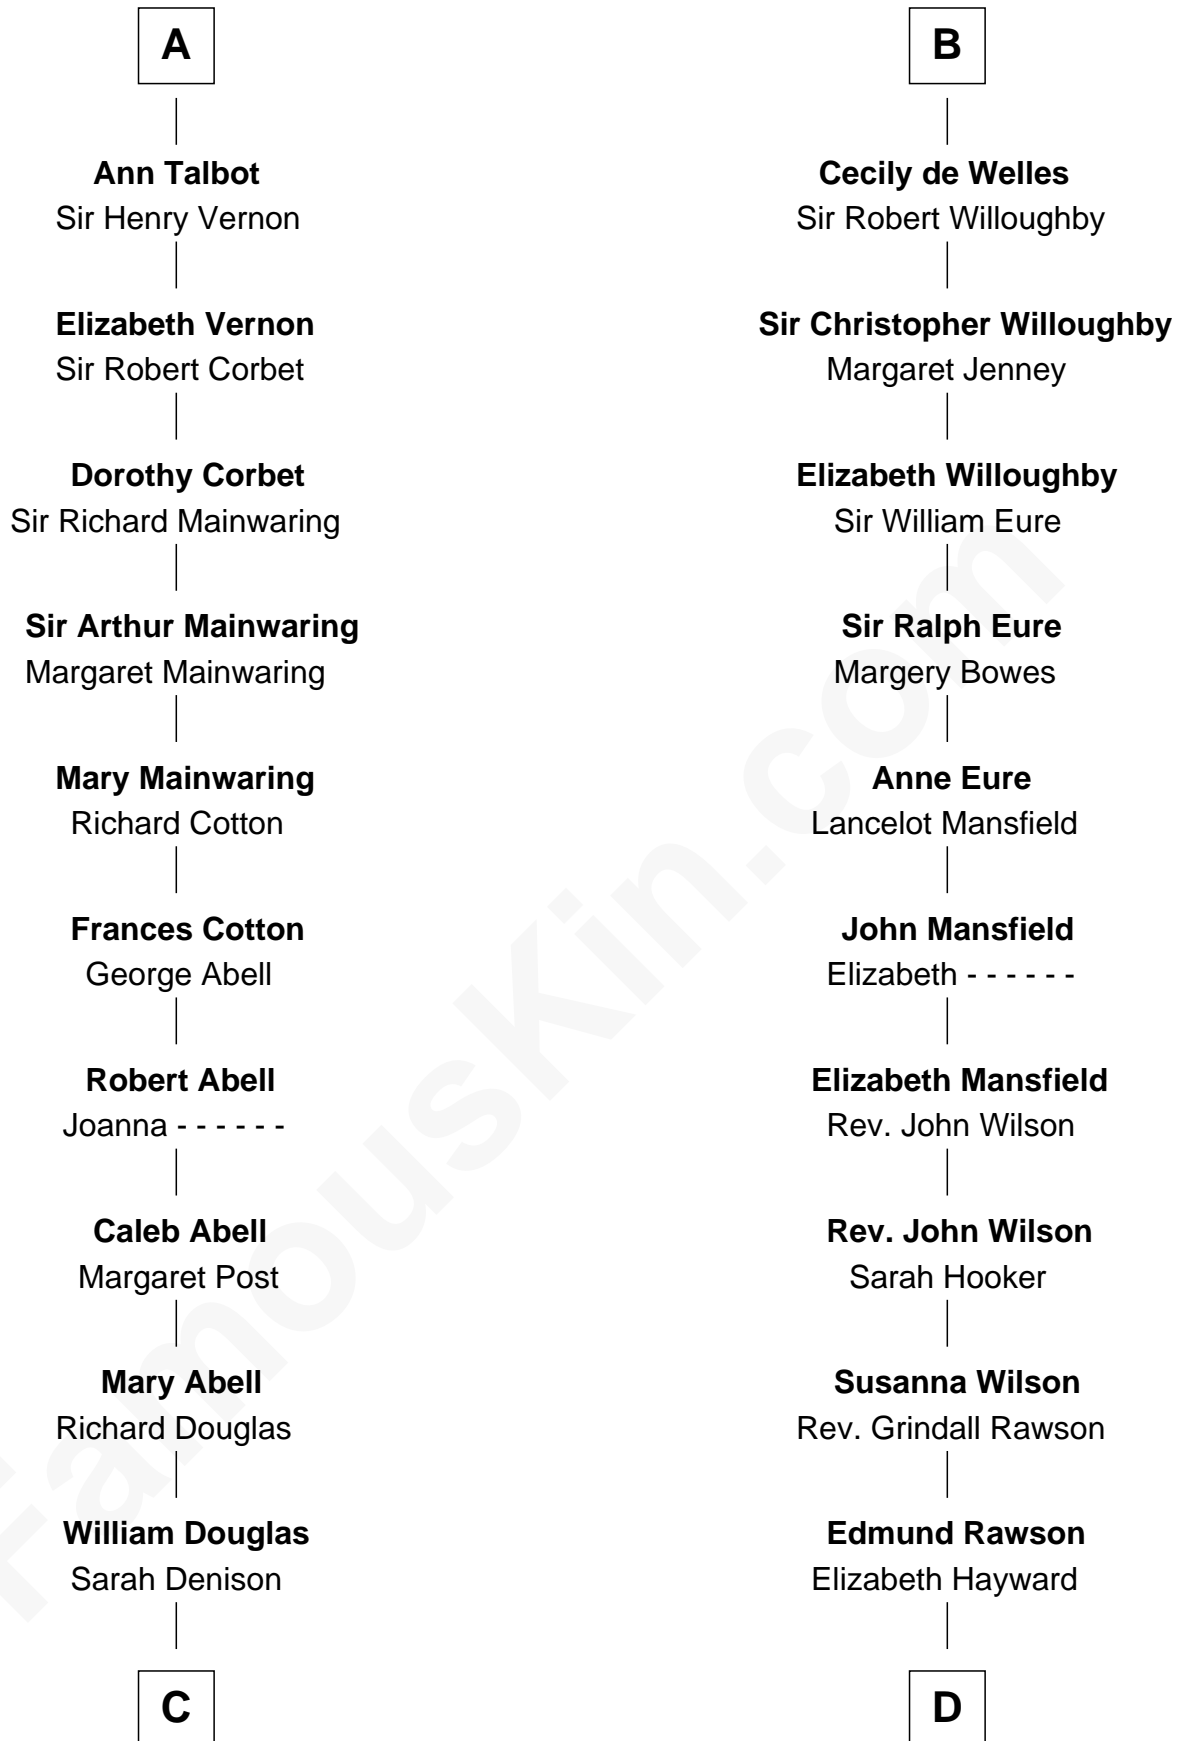 A
Ann Talbot
Sir Henry Vernon
Elizabeth Vernon
Sir Robert Corbet
Dorothy Corbet
Sir Richard Mainwaring
Sir Arthur Mainwaring
Margaret Mainwaring
Mary Mainwaring
Richard Cotton
Frances Cotton
George Abell
Robert Abell
Joanna - - - - - -
Caleb Abell
Margaret Post
Mary Abell
Richard Douglas
William Douglas
Sarah Denison
C
B
Cecily de Welles
Sir Robert Willoughby
Sir Christopher Willoughby
Margaret Jenney
Elizabeth Willoughby
Sir William Eure
Sir Ralph Eure
Margery Bowes
Anne Eure
Lancelot Mansfield
John Mansfield
Elizabeth - - - - - -
Elizabeth Mansfield
Rev. John Wilson
Rev. John Wilson
Sarah Hooker
Susanna Wilson
Rev. Grindall Rawson
Edmund Rawson
Elizabeth Hayward
D
FamousKin.com